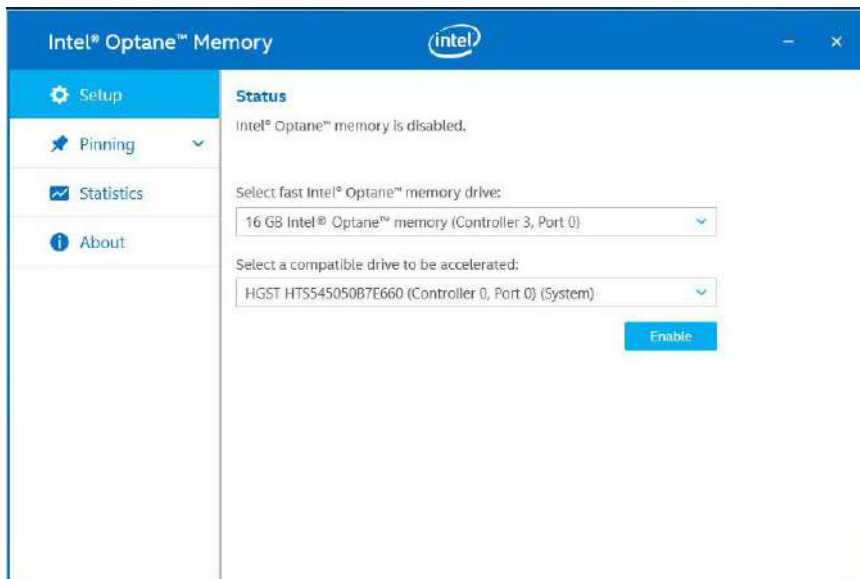 Intel® Optane™ Memory
intel
Setup
Pinning
Statistics
About
Status
Intel® Optane™ memory is disabled.
Select fast Intel® Optane™ memory drive:
16 GB Intel® Optane™ memory (Controller 3, Port 0)
Select a compatible drive to be accelerated:
HGST HTS545050B7E660 (Controller 0, Port 0) (System)
Enable